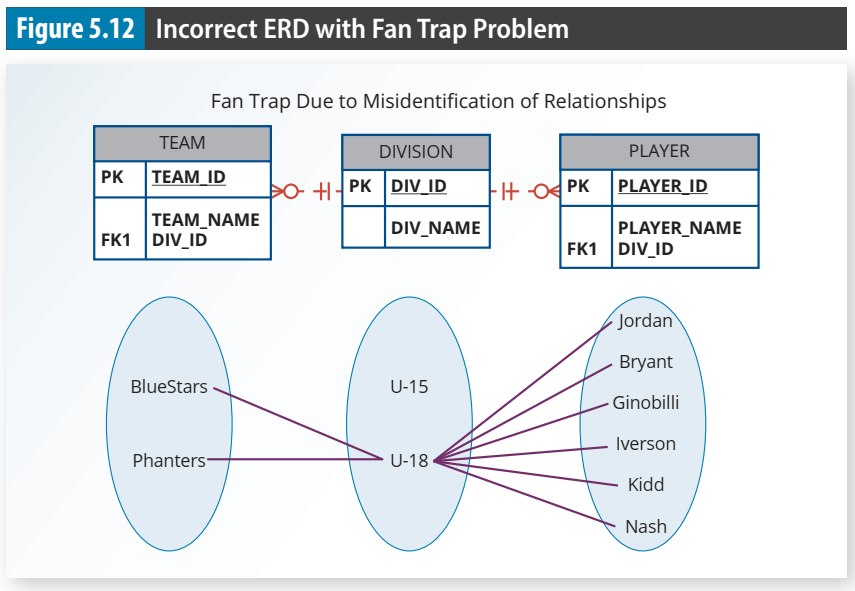 Figure 5.12 Incorrect ERD with Fan Trap Problem
Fan Trap Due to Misidentification of Relationships
TEAM
PK TEAM_ID
TEAM_NAME
FK1 DIV_ID
DIVISION
PK DIV_ID
DIV_NAME
PLAYER
PK PLAYER_ID
PLAYER_NAME
FK1 DIV_ID
BlueStars
Phanters
U-15
U-18
Jordan
Bryant
Ginobilli
Iverson
Kidd
Nash